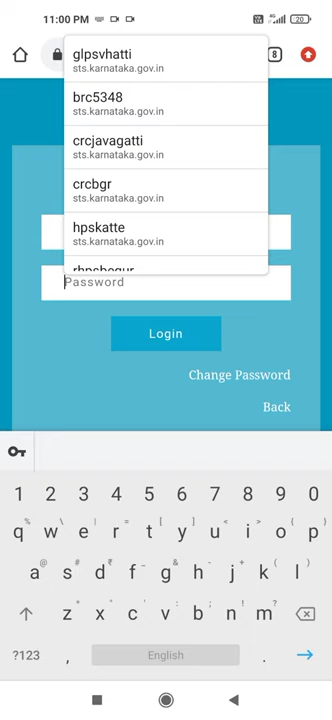 11:00 PM
20
8
glpsvhatti
sts.karnataka.gov.in
brc5348
sts.karnataka.gov.in
crcjavagatti
sts.karnataka.gov.in
crcbgr
sts.karnataka.gov.in
hpskatte
sts.karnataka.gov.in
Password
Login
Change Password
Back
1 2 3 4 5 6 7 8 9 0
q w e r t y u i o p
a s d f g h j k l
z x c v b n m
?123 , English .